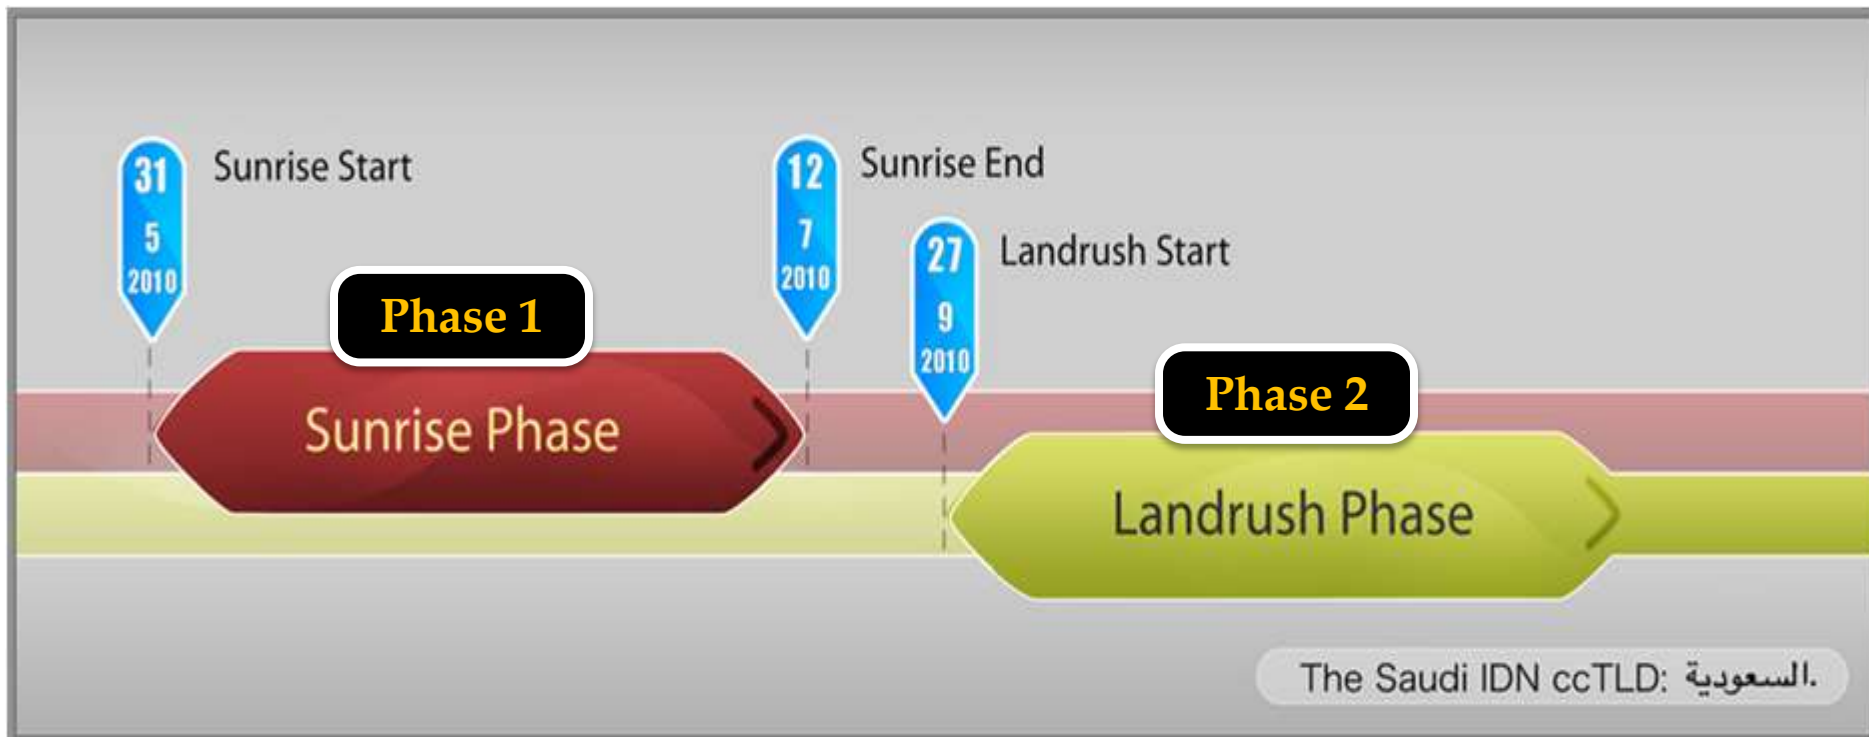 31
5
2010
Sunrise Start
12
7
2010
Sunrise End
27
9
2010
Landrush Start
Phase 1
Sunrise Phase
Phase 2
Landrush Phase
The Saudi IDN ccTLD: السعودية.